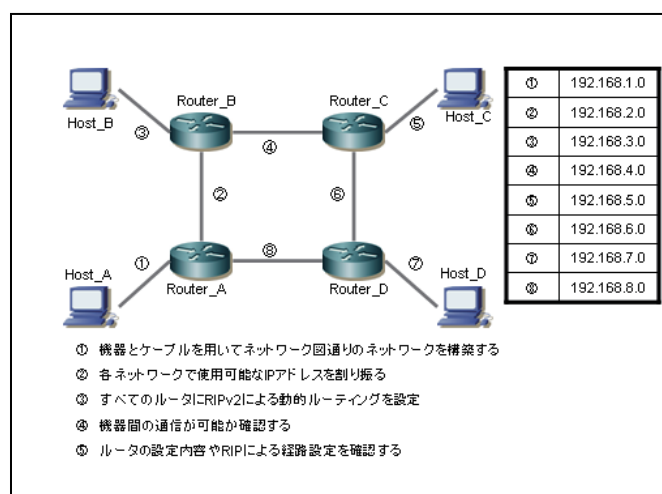 Router_B
Router_C
Host_B
Host_C
③
④
⑤
②
⑥
Host_A
①
⑧
⑦
Host_D
Router_A
Router_D
① 192.168.1.0
② 192.168.2.0
③ 192.168.3.0
④ 192.168.4.0
⑤ 192.168.5.0
⑥ 192.168.6.0
⑦ 192.168.7.0
⑧ 192.168.8.0
① 機器とケーブルを用いてネットワーク図通りのネットワークを構築する
② 各ネットワークで使用可能なIPアドレスを割り振る
③ すべてのルータにRIPv2による動的ルーティングを設定
④ 機器間の通信が可能か確認する
⑤ ルータの設定内容やRIPによる経路設定を確認する